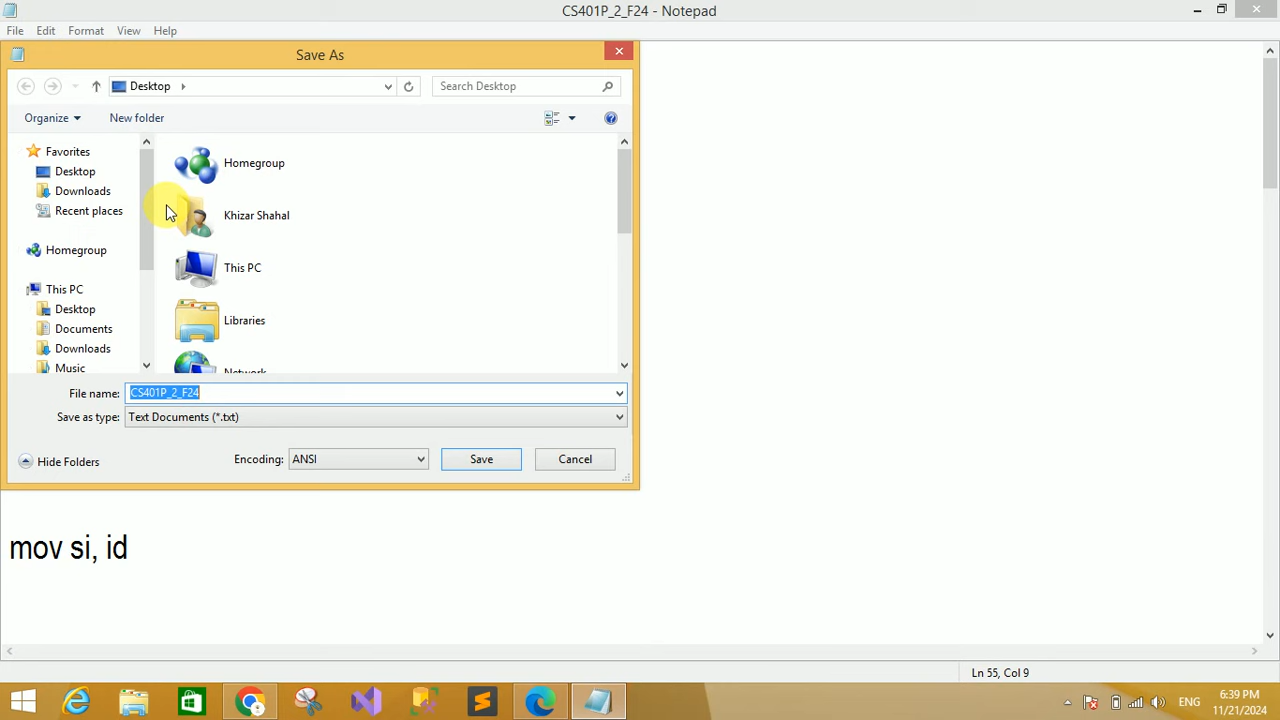 CS401P_2_F24 - Notepad
File Edit Format View Help
Save As
Desktop
Search Desktop
Organize New folder
Favorites
Desktop
Downloads
Recent places
Homegroup
This PC
Desktop
Documents
Downloads
Music
Homegroup
Khizar Shahal
This PC
Libraries
Network
File name: CS401P_2_F24
Save as type: Text Documents (*.txt)
Hide Folders Encoding: ANSI Save Cancel
mov si, id
Ln 55, Col 9
ENG
6:39 PM
11/21/2024